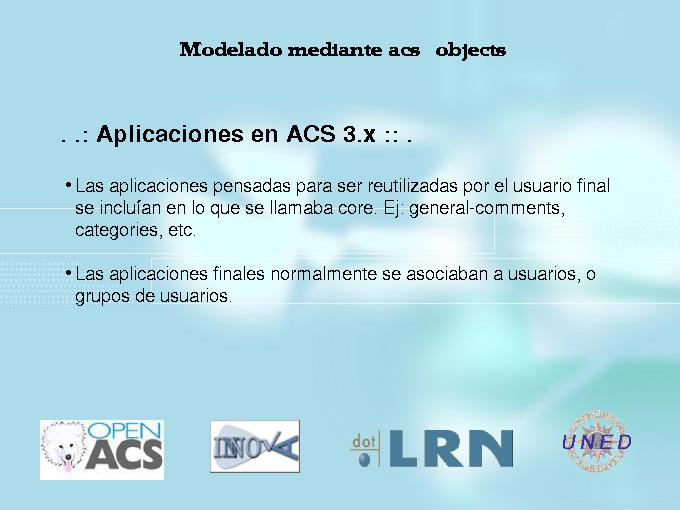 Modelado mediante acs objects
. .: Aplicaciones en ACS 3.x :: .
• Las aplicaciones pensadas para ser reutilizadas por el usuario final
se incluían en lo que se llamaba core. Ej: general-comments,
categories, etc.
• Las aplicaciones finales normalmente se asociaban a usuarios, o
grupos de usuarios.
OPEN
ACS
INNOVA
dot LRN
UNED